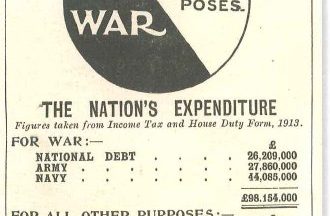 POSES.
WAR
THE NATION'S EXPENDITURE
Figures taken from Income Tax and House Duty Form, 1913.
FOR WAR:—
£
NATIONAL DEBT . . . . . 26,209,000
ARMY . . . . . . . 27,860,000
NAVY . . . . . . . 44,085,000
£98,154,000
FOR ALL OTHER PURPOSES:—